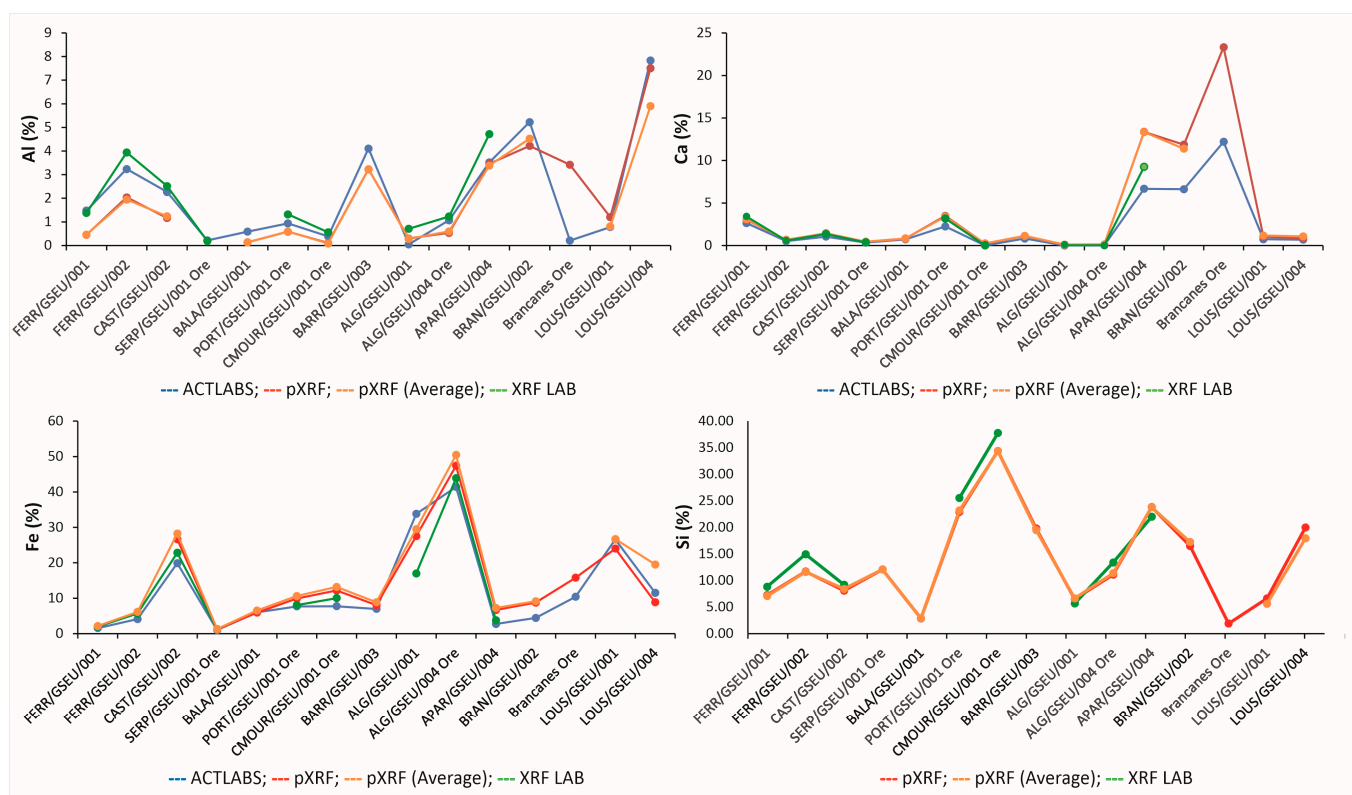 9
8
7
6
5
4
3
2
1
0
Al (%)
FERR/GSEU/001
FERR/GSEU/002
CAST/GSEU/002
SERP/GSEU/001 Ore
BALA/GSEU/001
PORT/GSEU/001 Ore
CMOUR/GSEU/001 Ore
BARR/GSEU/003
ALG/GSEU/001
ALG/GSEU/004 Ore
APAR/GSEU/004
BRAN/GSEU/002
Brancanes Ore
LOUS/GSEU/001
LOUS/GSEU/004
ACTLABS; pXRF; pXRF (Average); XRF LAB
25
20
15
10
5
0
Ca (%)
FERR/GSEU/001
FERR/GSEU/002
CAST/GSEU/002
SERP/GSEU/001 Ore
BALA/GSEU/001
PORT/GSEU/001 Ore
CMOUR/GSEU/001 Ore
BARR/GSEU/003
ALG/GSEU/001
ALG/GSEU/004 Ore
APAR/GSEU/004
BRAN/GSEU/002
Brancanes Ore
LOUS/GSEU/001
LOUS/GSEU/004
ACTLABS; pXRF; pXRF (Average); XRF LAB
60
50
40
30
20
10
0
Fe (%)
FERR/GSEU/001
FERR/GSEU/002
CAST/GSEU/002
SERP/GSEU/001 Ore
BALA/GSEU/001
PORT/GSEU/001 Ore
CMOUR/GSEU/001 Ore
BARR/GSEU/003
ALG/GSEU/001
ALG/GSEU/004 Ore
APAR/GSEU/004
BRAN/GSEU/002
Brancanes Ore
LOUS/GSEU/001
LOUS/GSEU/004
ACTLABS; pXRF; pXRF (Average); XRF LAB
40.00
35.00
30.00
25.00
20.00
15.00
10.00
5.00
0.00
Si (%)
FERR/GSEU/001
FERR/GSEU/002
CAST/GSEU/002
SERP/GSEU/001 Ore
BALA/GSEU/001
PORT/GSEU/001 Ore
CMOUR/GSEU/001 Ore
BARR/GSEU/003
ALG/GSEU/001
ALG/GSEU/004 Ore
APAR/GSEU/004
BRAN/GSEU/002
Brancanes Ore
LOUS/GSEU/001
LOUS/GSEU/004
pXRF; pXRF (Average); XRF LAB